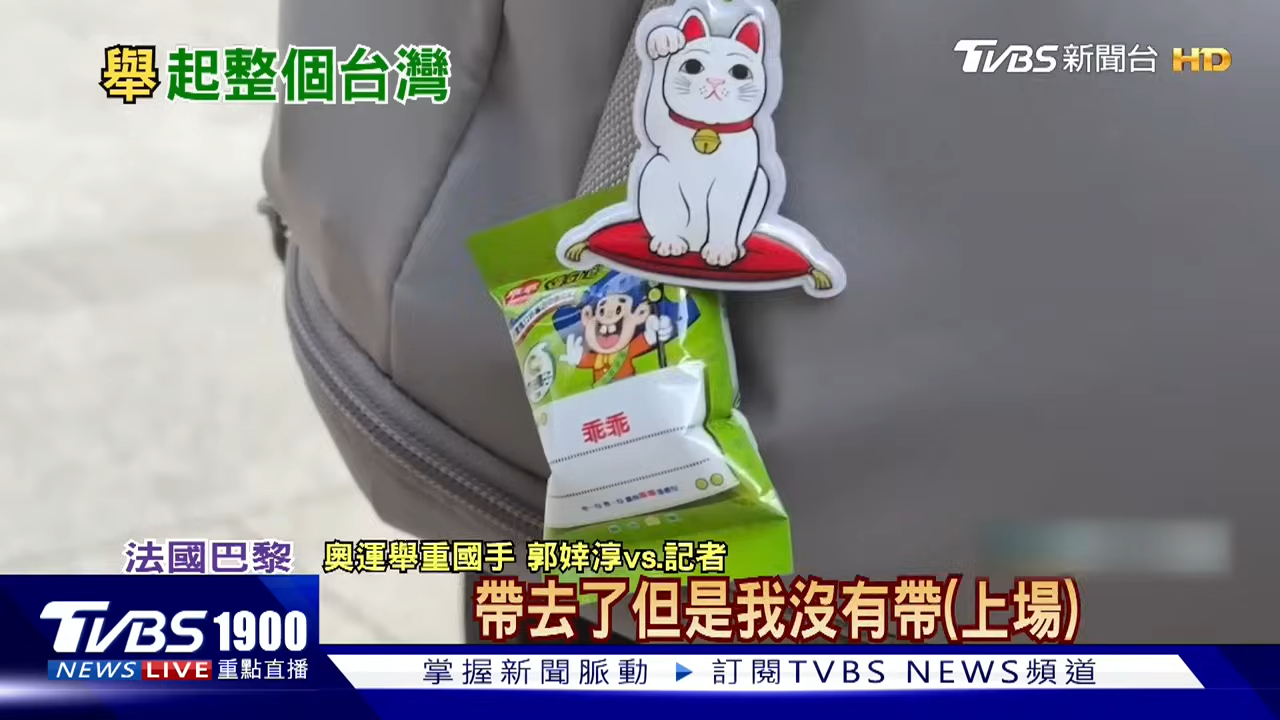 舉起整個台灣
TVBS新聞台 HD
乖乖
乖乖
法國巴黎
奧運舉重國手 郭婞淳vs.記者
帶去了但是我沒有帶(上場)
TVBS 1900
NEWS LIVE 重點直播
掌握新聞脈動 ▶ 訂閱TVBS NEWS頻道